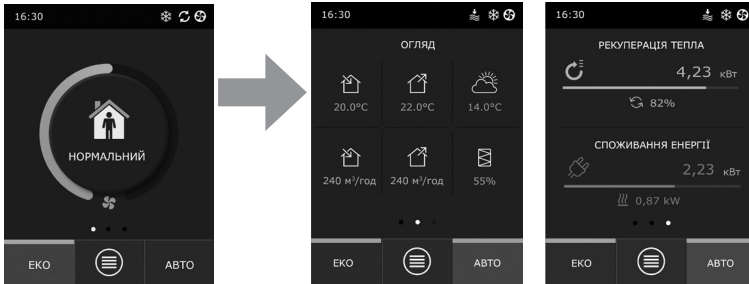 16:30
НОРМАЛЬНИЙ
ЕКО
АВТО
16:30
ОГЛЯД
20.0°C 22.0°C 14.0°C
240 м³/год 240 м³/год 55%
ЕКО
АВТО
16:30
РЕКУПЕРАЦІЯ ТЕПЛА
4,23 кВт
82%
СПОЖИВАННЯ ЕНЕРГІЇ
2,23 кВт
0,87 kW
ЕКО
АВТО